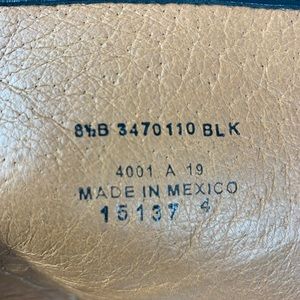 8½B 3470110 BLK
4001 A 19
MADE IN MEXICO
15137 4